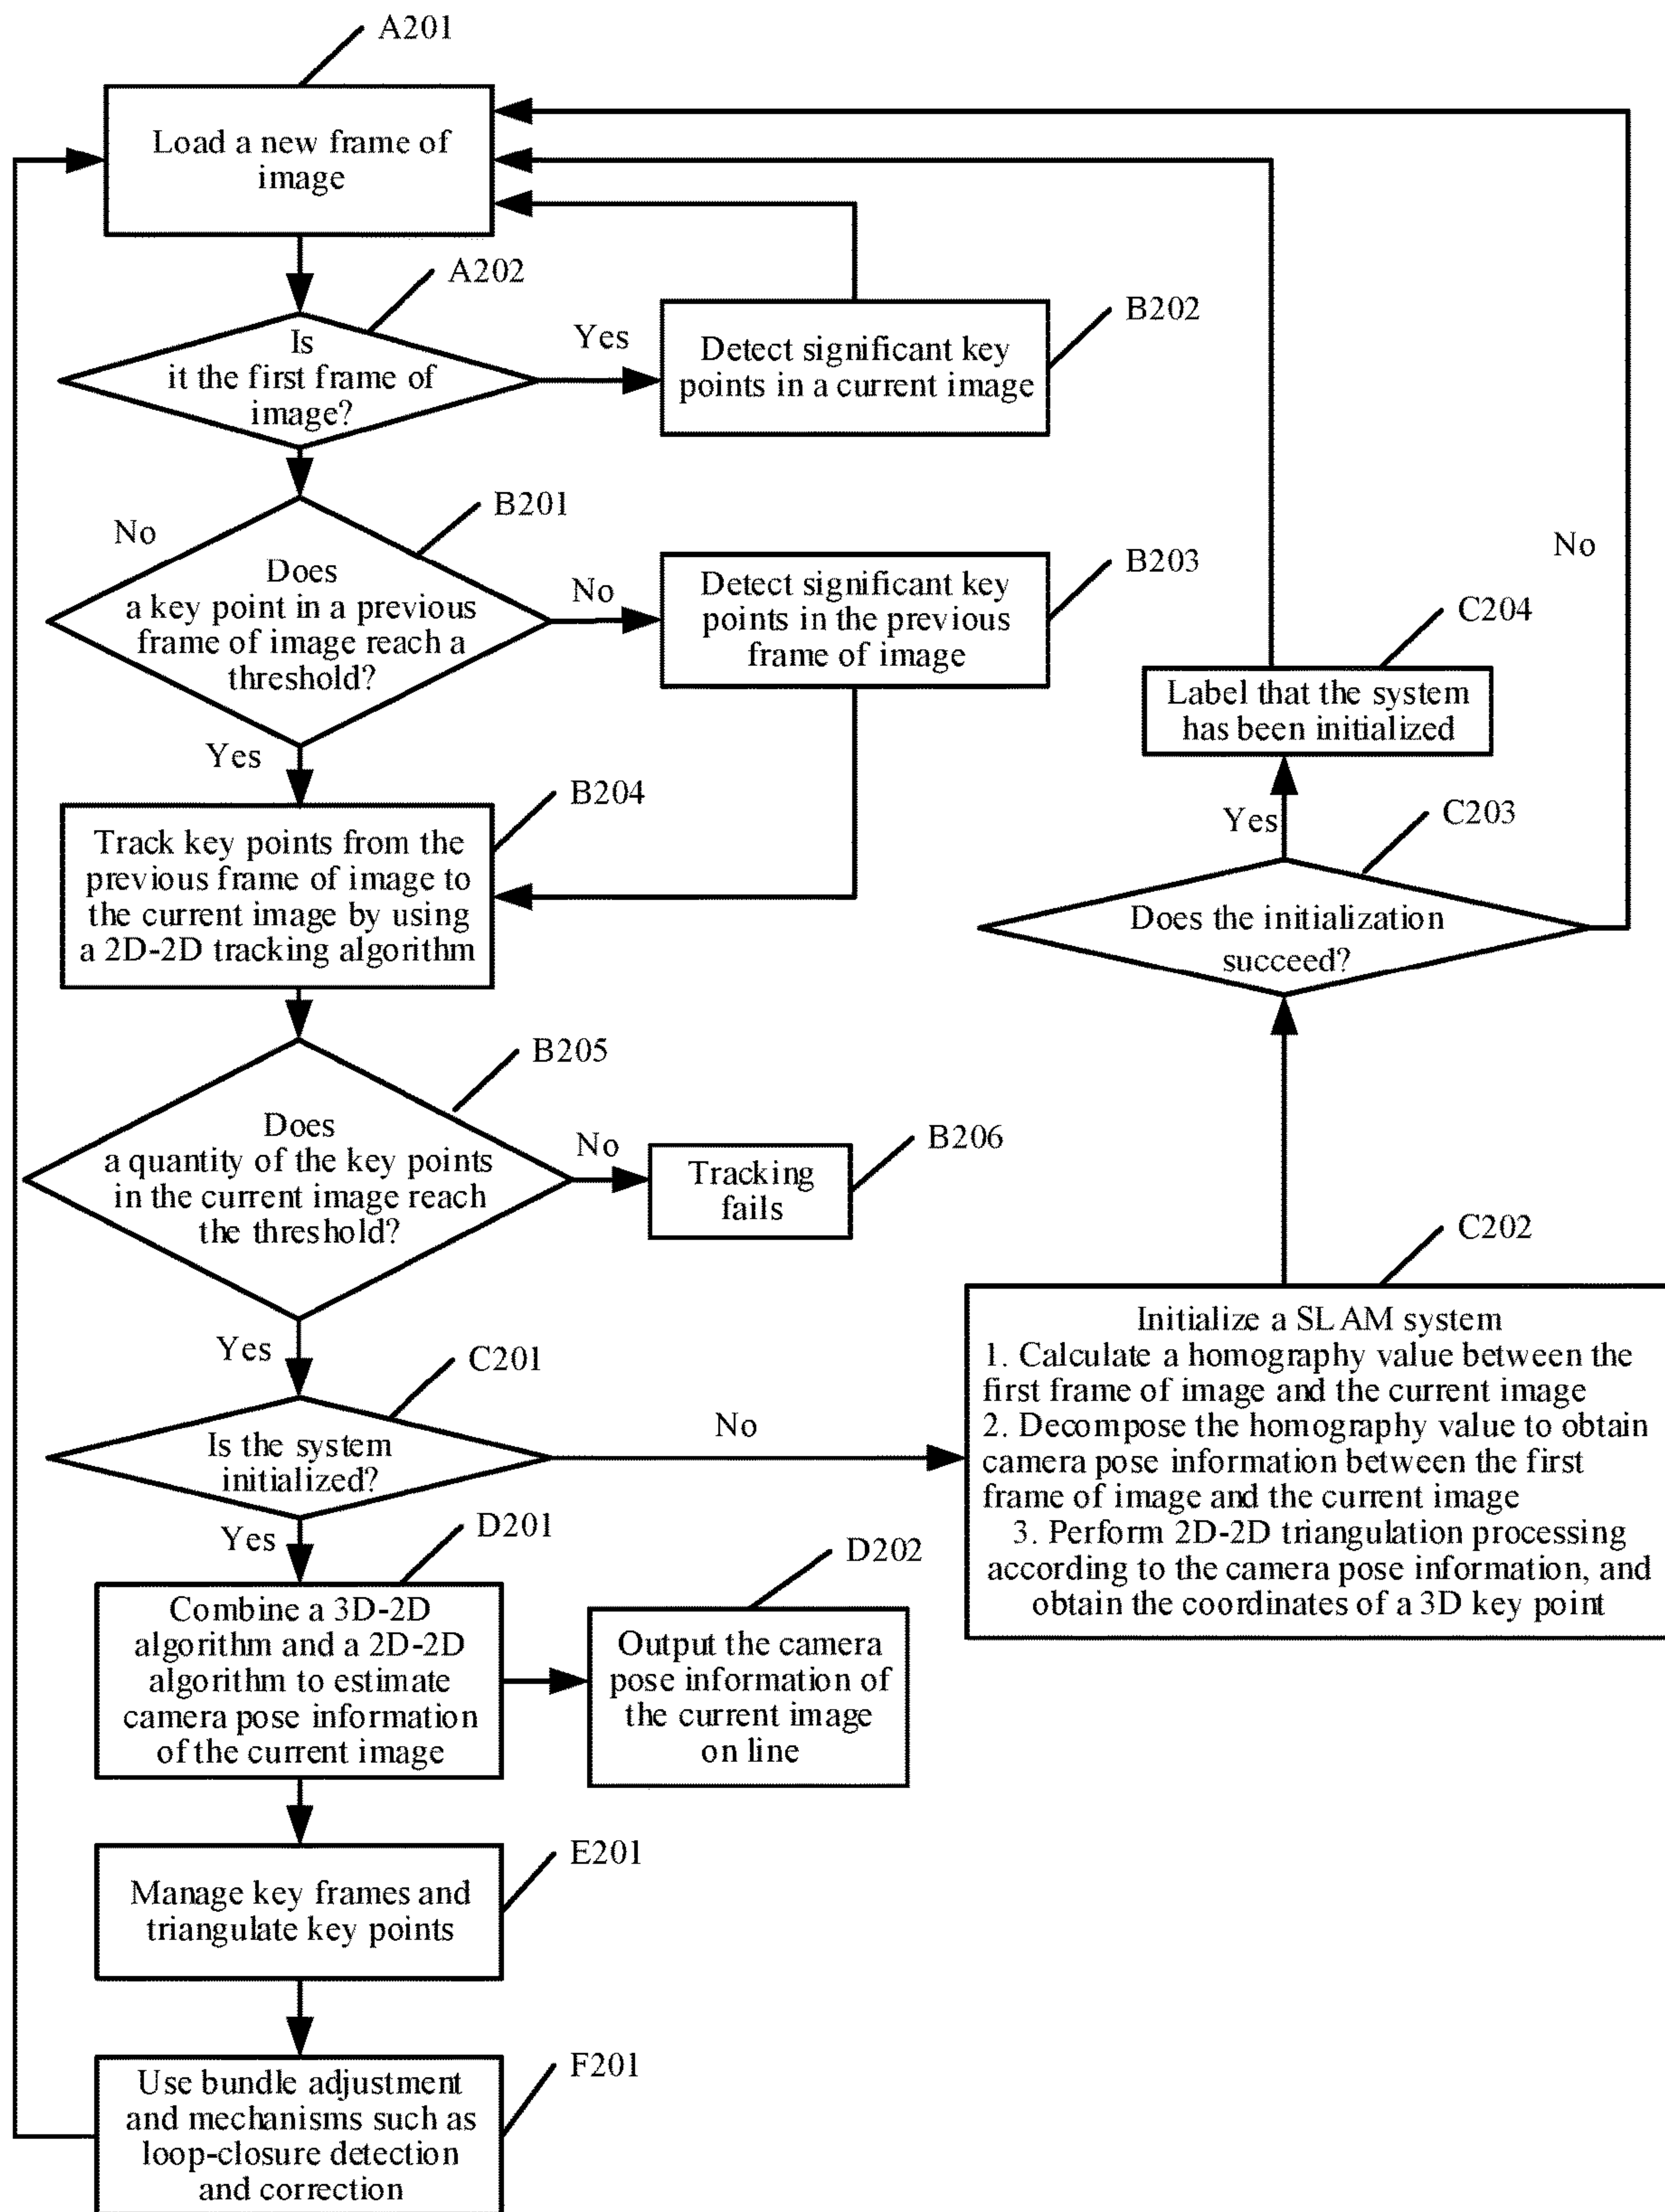 A201
Load a new frame of
image
A202
Is
it the first frame of
image?
Yes
Detect significant key
points in a current image
B202
No
B201
Does
a key point in a previous
frame of image reach a
threshold?
No
Detect significant key
points in the previous
frame of image
B203
No
C204
Label that the system
has been initialized
Yes
B204
Track key points from the
previous frame of image to
the current image by using
a 2D-2D tracking algorithm
Yes
C203
Does the initialization
succeed?
B205
Does
a quantity of the key points
in the current image reach
the threshold?
No
Tracking
fails
B206
C202
Initialize a SLAM system
1. Calculate a homography value between the
first frame of image and the current image
2. Decompose the homography value to obtain
camera pose information between the first
frame of image and the current image
3. Perform 2D-2D triangulation processing
according to the camera pose information, and
obtain the coordinates of a 3D key point
Yes
C201
Is the system
initialized?
No
Yes
D201
Combine a 3D-2D
algorithm and a 2D-2D
algorithm to estimate
camera pose information
of the current image
D202
Output the camera
pose information of
the current image
on line
E201
Manage key frames and
triangulate key points
F201
Use bundle adjustment
and mechanisms such as
loop-closure detection
and correction